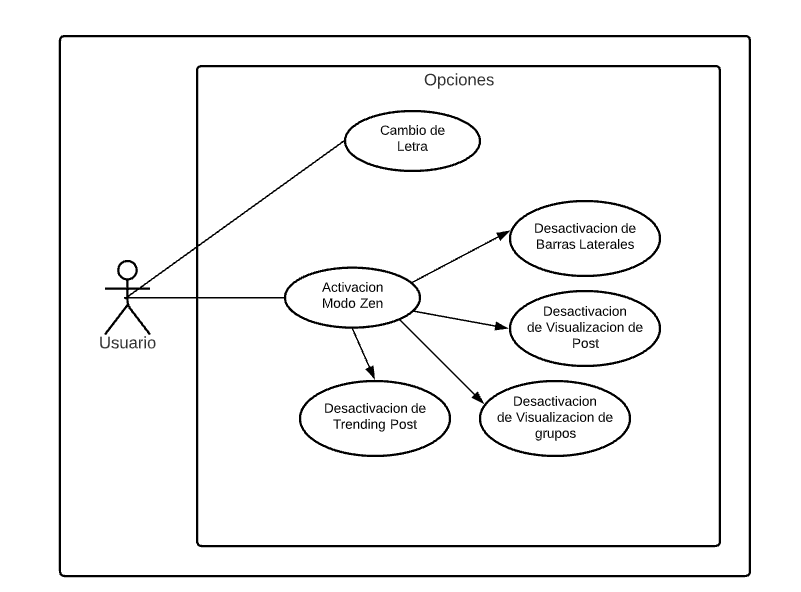 Opciones
Cambio de
Letra
Desactivacion de
Barras Laterales
Activacion
Modo Zen
Desactivacion
de Visualizacion de
Post
Usuario
Desactivacion de
Trending Post
Desactivacion
de Visualizacion de
grupos